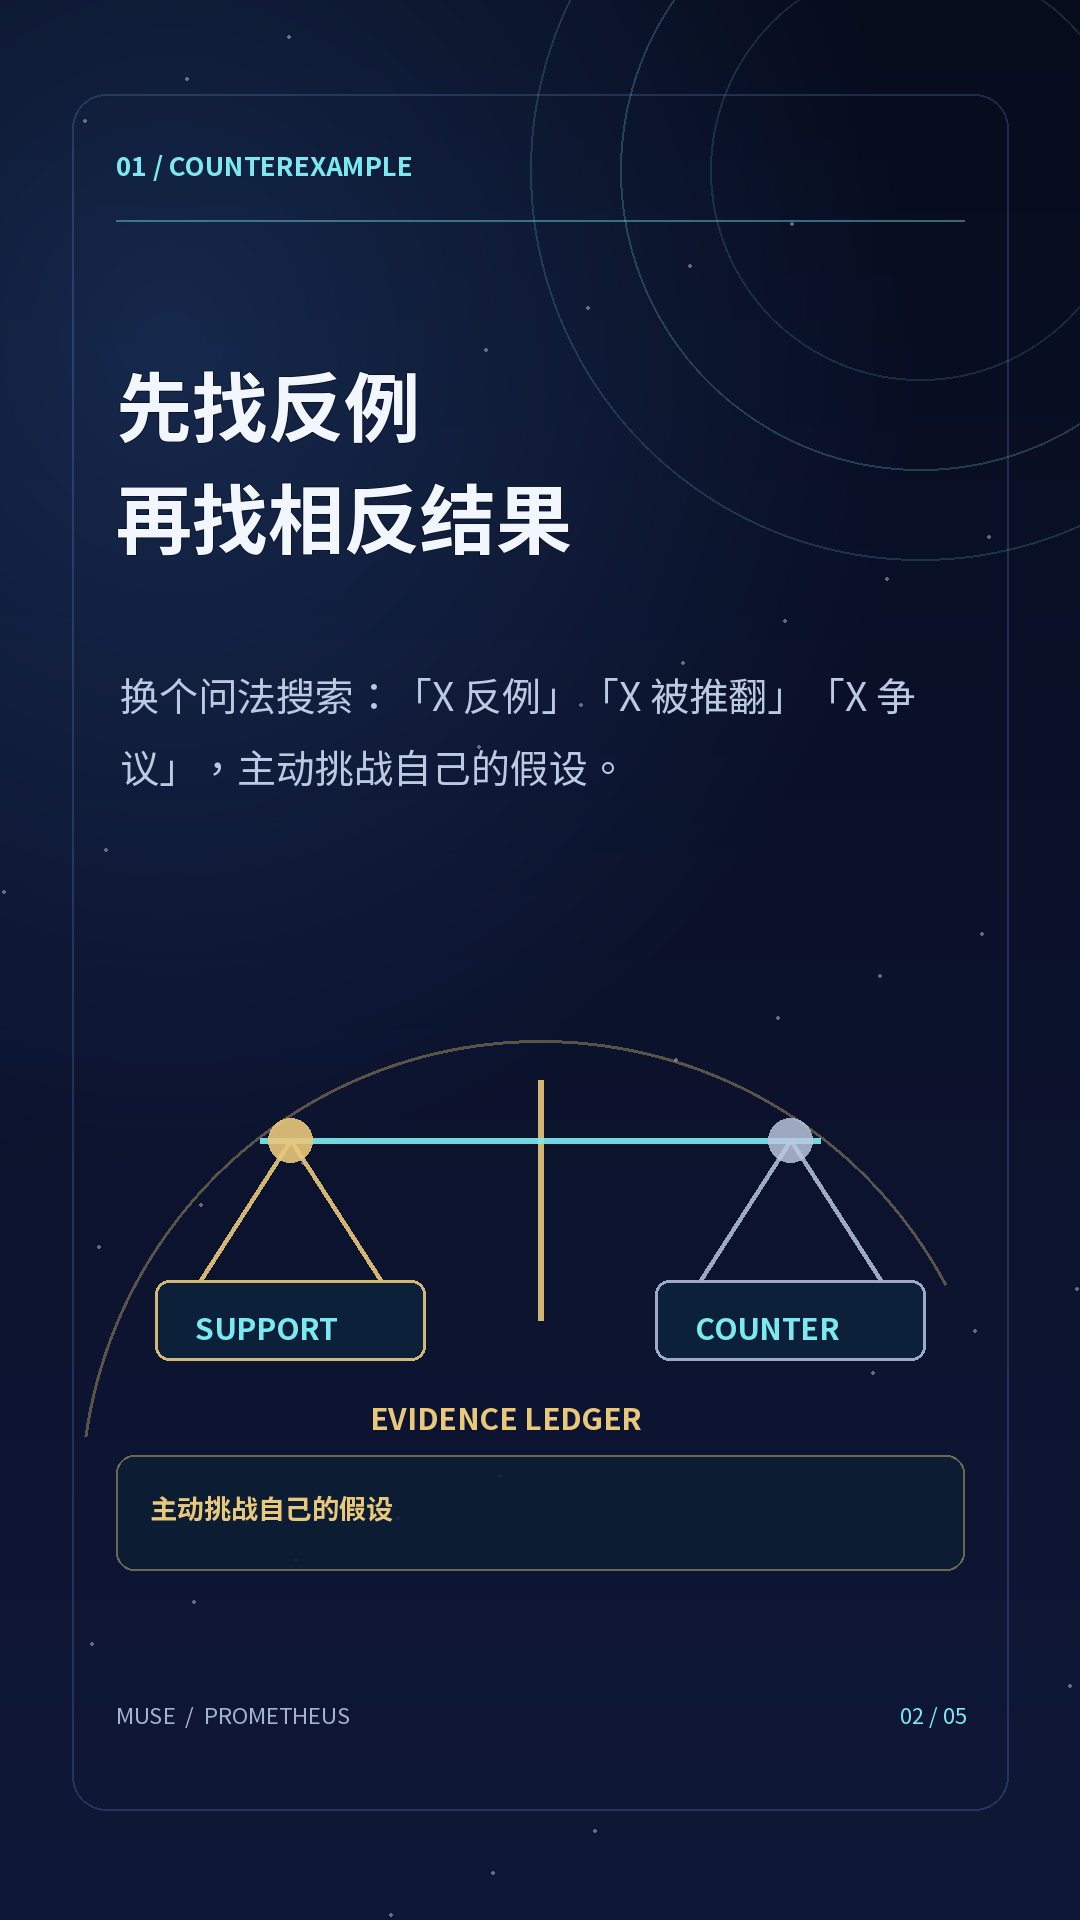 01 / COUNTEREXAMPLE
先找反例
再找相反结果
换个问法搜索：「X 反例」「X 被推翻」「X 争
议」，主动挑战自己的假设。
SUPPORT
COUNTER
EVIDENCE LEDGER
主动挑战自己的假设
MUSE / PROMETHEUS
02 / 05